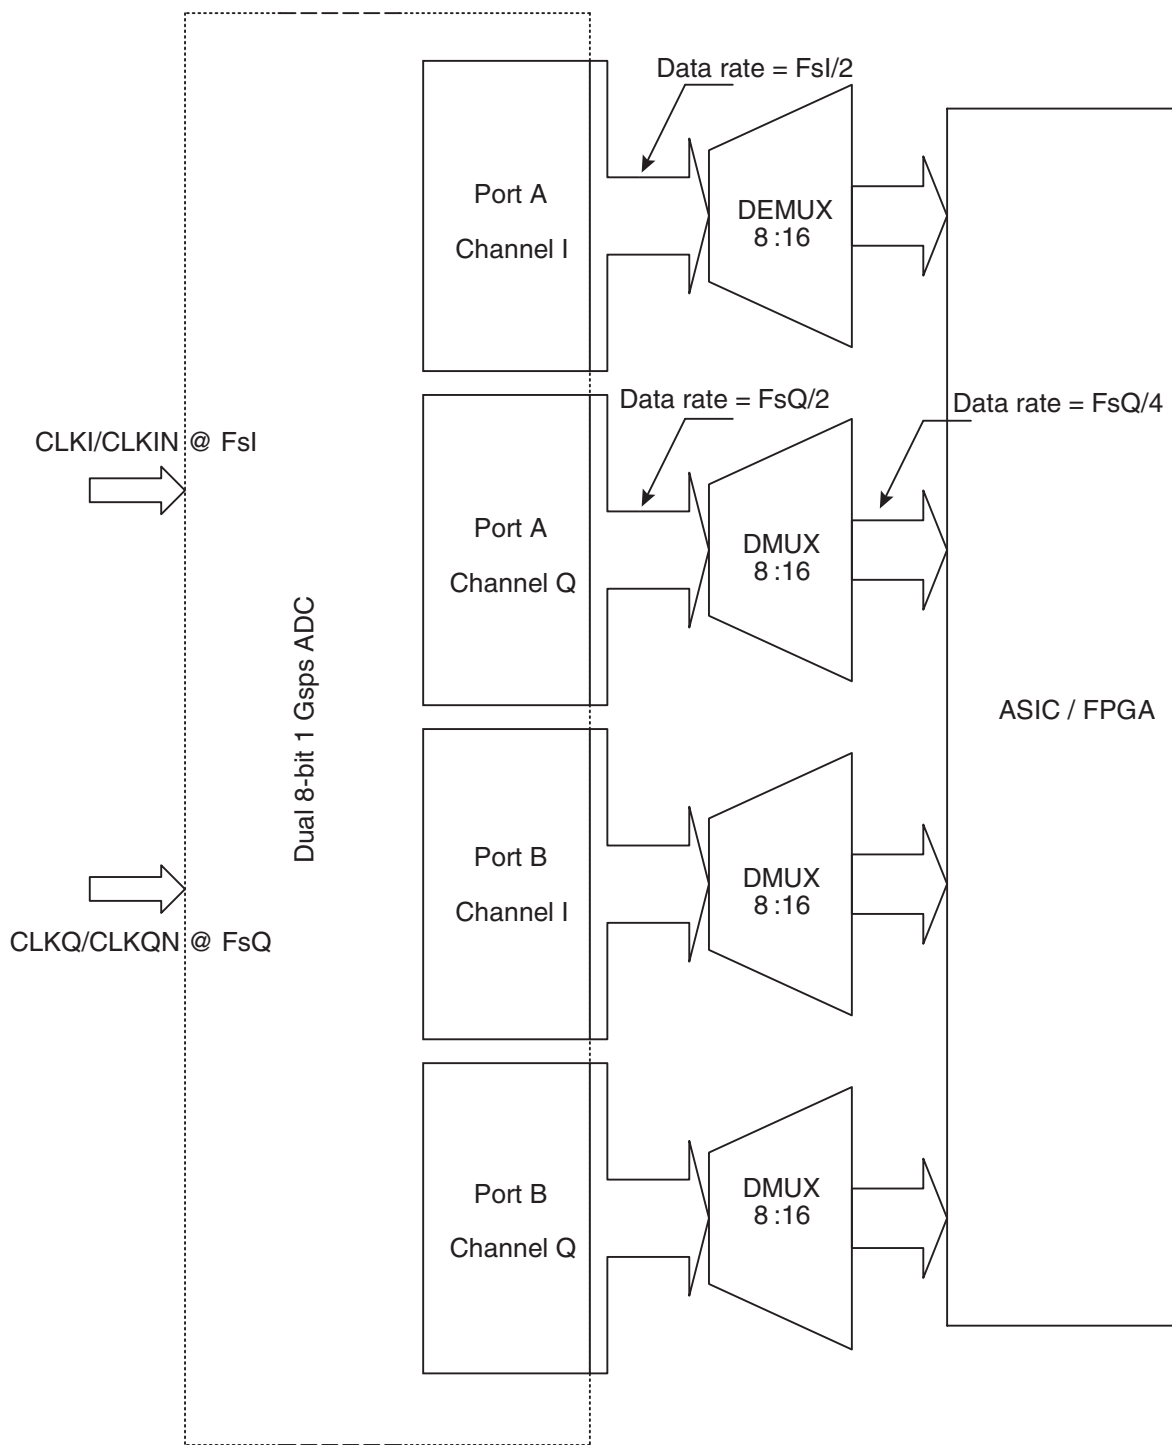 Data rate = FsI/2
Port A
Channel I
DEMUX
8 :16
Data rate = FsQ/2
Data rate = FsQ/4
CLKI/CLKIN @ FsI
Port A
Channel Q
DMUX
8 :16
Dual 8-bit 1 Gsps ADC
ASIC / FPGA
Port B
Channel I
DMUX
8 :16
CLKQ/CLKQN @ FsQ
Port B
Channel Q
DMUX
8 :16